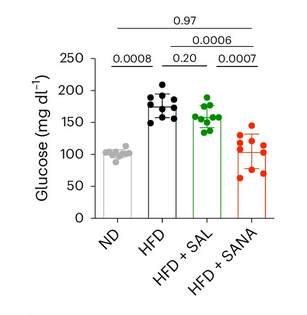 0.97
0.0006
0.0008 0.20 0.0007
250
200
150
100
50
0
Glucose (mg dl⁻¹)
ND
HFD
HFD + SAL
HFD + SANA